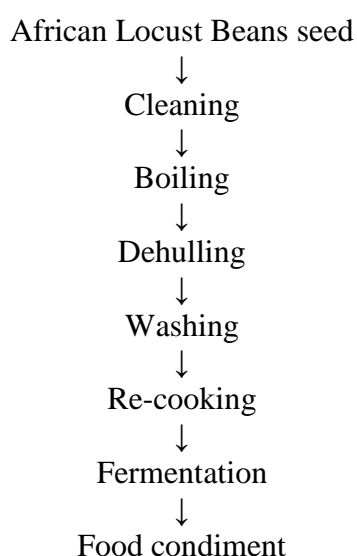 African Locust Beans seed
↓
Cleaning
↓
Boiling
↓
Dehulling
↓
Washing
↓
Re-cooking
↓
Fermentation
↓
Food condiment